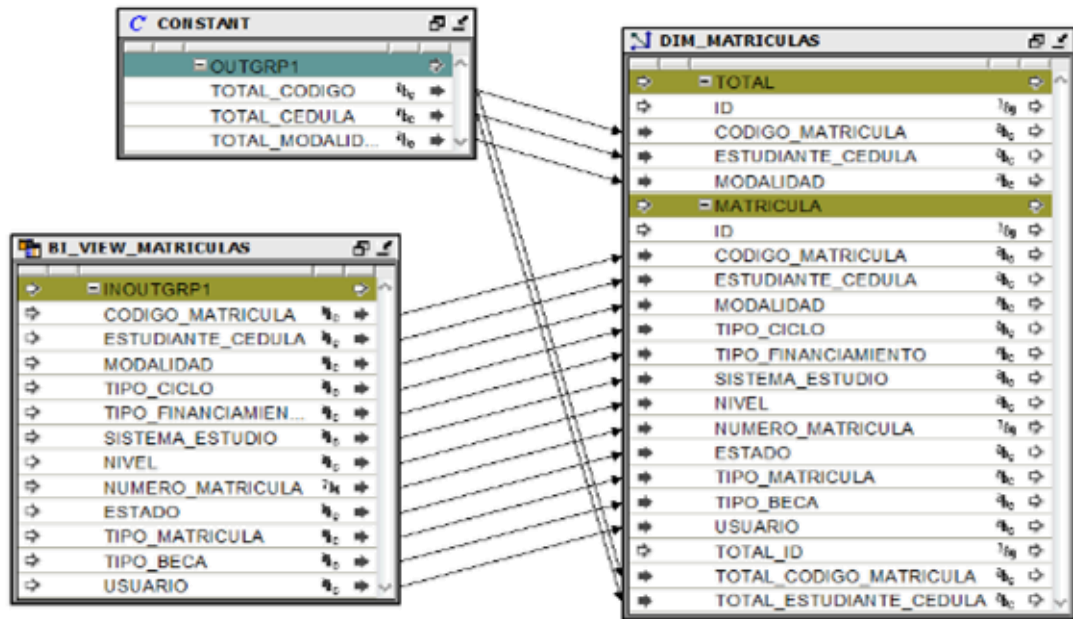 CONSTANT
OUTGRP1
TOTAL_CODIGO
TOTAL_CEDULA
TOTAL_MODALID...
BI_VIEW_MATRICULAS
INOUTGRP1
CODIGO_MATRICULA
ESTUDIANTE_CEDULA
MODALIDAD
TIPO_CICLO
TIPO_FINANCIAMIEN...
SISTEMA_ESTUDIO
NIVEL
NUMERO_MATRICULA
ESTADO
TIPO_MATRICULA
TIPO_BECA
USUARIO
DIM_MATRICULAS
TOTAL
ID
CODIGO_MATRICULA
ESTUDIANTE_CEDULA
MODALIDAD
MATRICULA
ID
CODIGO_MATRICULA
ESTUDIANTE_CEDULA
MODALIDAD
TIPO_CICLO
TIPO_FINANCIAMIENTO
SISTEMA_ESTUDIO
NIVEL
NUMERO_MATRICULA
ESTADO
TIPO_MATRICULA
TIPO_BECA
USUARIO
TOTAL_ID
TOTAL_CODIGO_MATRICULA
TOTAL_ESTUDIANTE_CEDULA